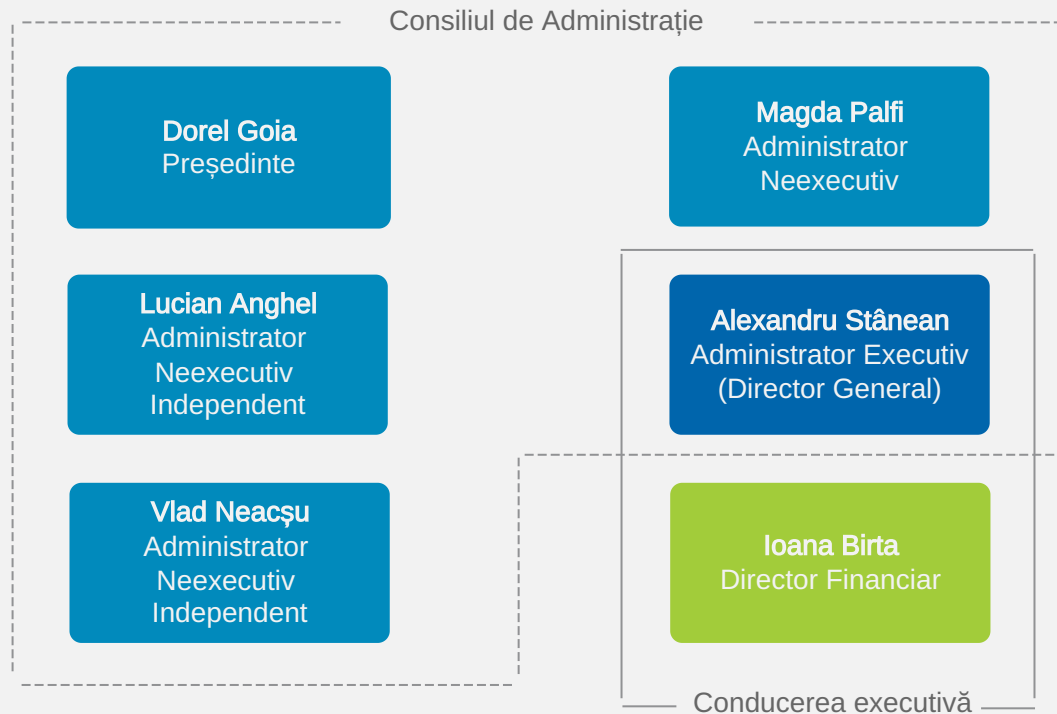 Consiliul de Administrație
Dorel Goia
Președinte
Magda Palfi
Administrator
Neexecutiv
Lucian Anghel
Administrator
Neexecutiv
Independent
Alexandru Stânean
Administrator Executiv
(Director General)
Vlad Neacșu
Administrator
Neexecutiv
Independent
Ioana Birta
Director Financiar
Conducerea executivă